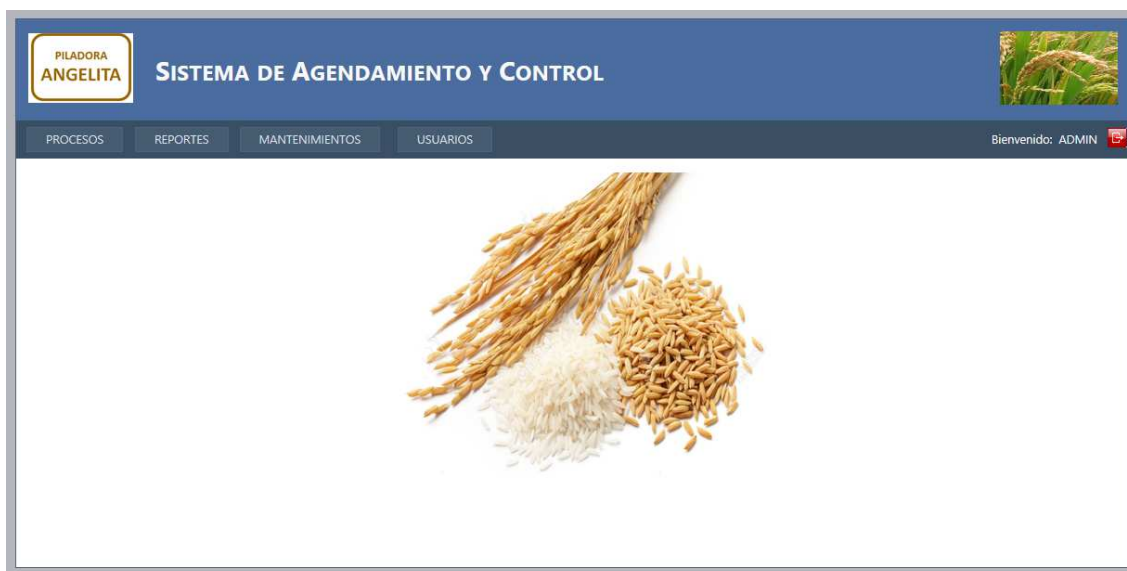 PILADORA
ANGELITA
SISTEMA DE AGENDAMIENTO Y CONTROL
PROCESOS REPORTES MANTENIMIENTOS USUARIOS Bienvenido: ADMIN